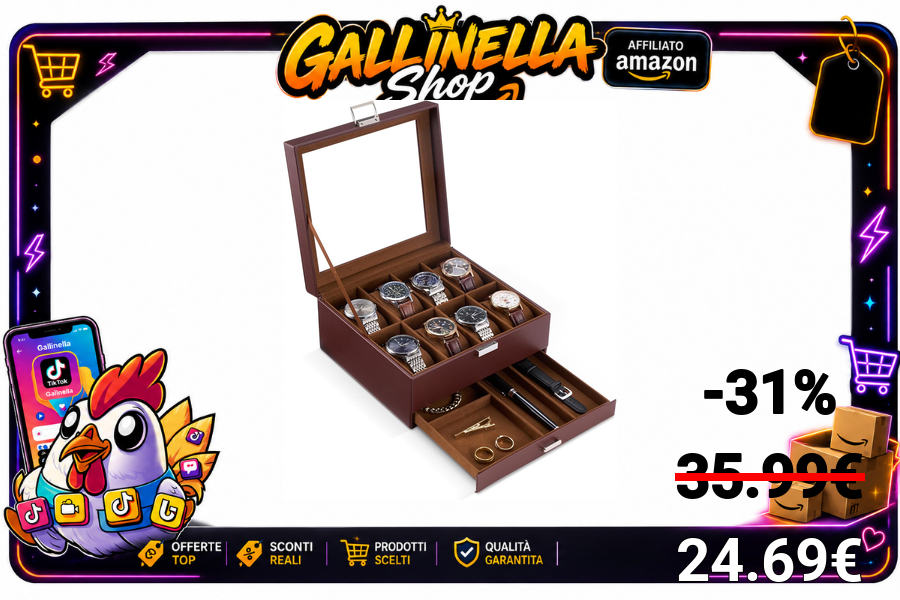 GALLINELLA
Shop
AFFILIATO
amazon
Gallinella
TikTok
Gallinella
-31%
35.99€
24.69€
OFFERTE
TOP
SCONTI
REALI
PRODOTTI
SCELTI
QUALITÀ
GARANTITA